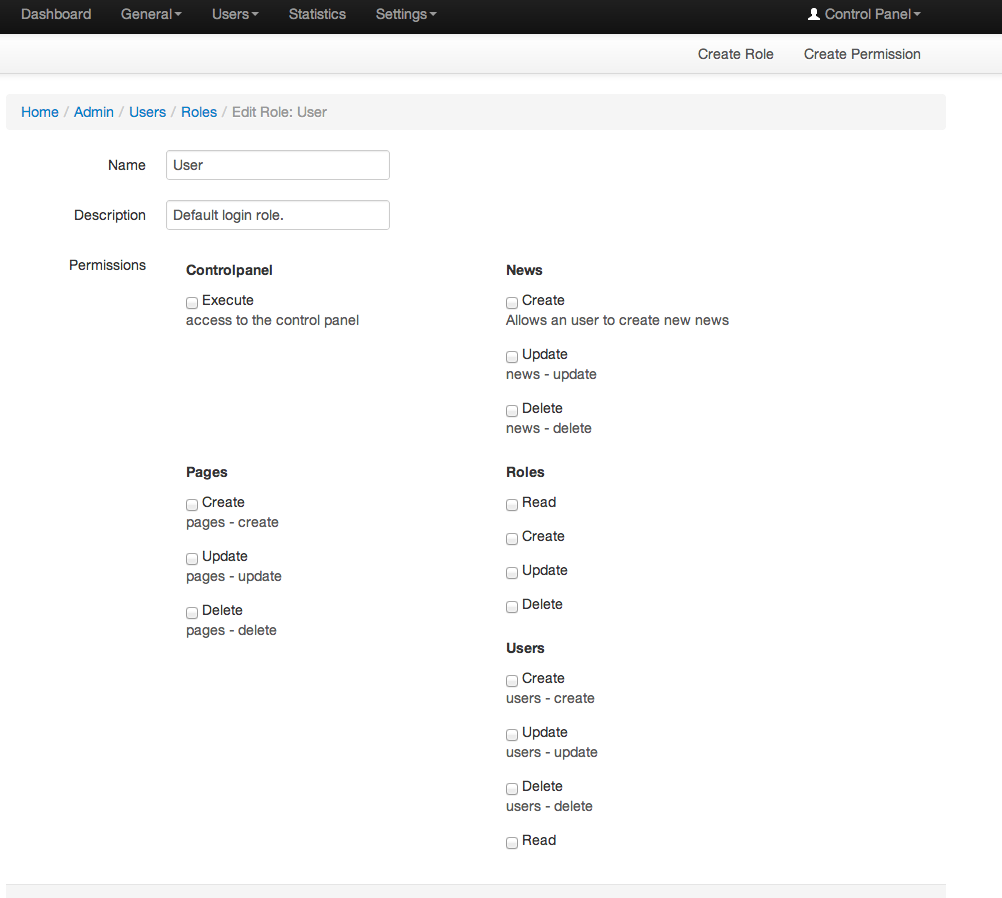 Dashboard General Users Statistics Settings Control Panel
Create Role Create Permission
Home / Admin / Users / Roles / Edit Role: User
Name User
Description Default login role.
Permissions
Controlpanel
Execute
access to the control panel
News
Create
Allows an user to create new news
Update
news - update
Delete
news - delete
Pages
Create
pages - create
Update
pages - update
Delete
pages - delete
Roles
Read
Create
Update
Delete
Users
Create
users - create
Update
users - update
Delete
users - delete
Read